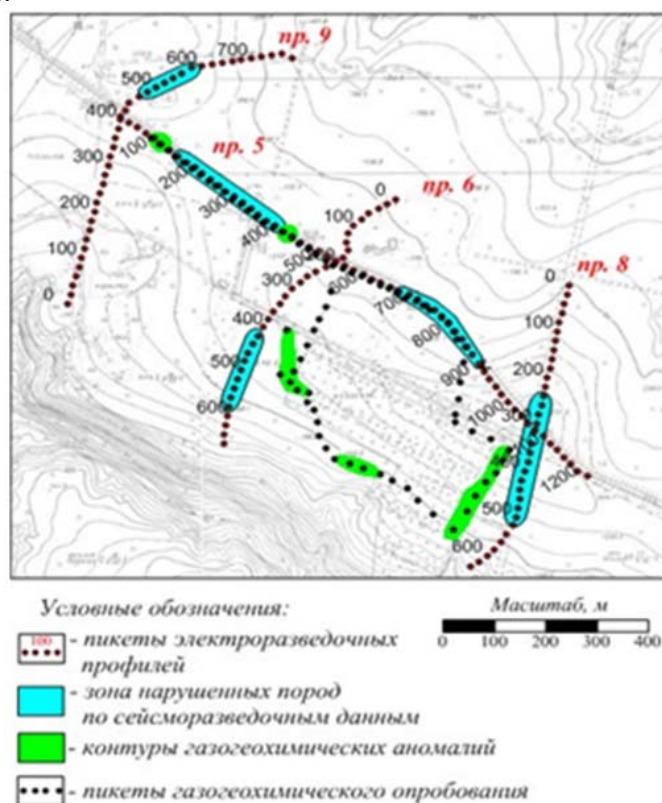 600 700 пр. 9
500
400
100 пр. 5
300 200 0 пр. 6
200 300 100
100 400
0 500 600 300 пр. 8
0
700
400 800 100
500 900 200
600 1000 300
500 1200
600
Условные обозначения:
Масштаб, м
100 - пикеты электроразведочных
профилей
0 100 200 300 400
- зона нарушенных пород
по сейсморазведочным данным
- контуры газогеохимических аномалий
- пикеты газогеохимического опробования